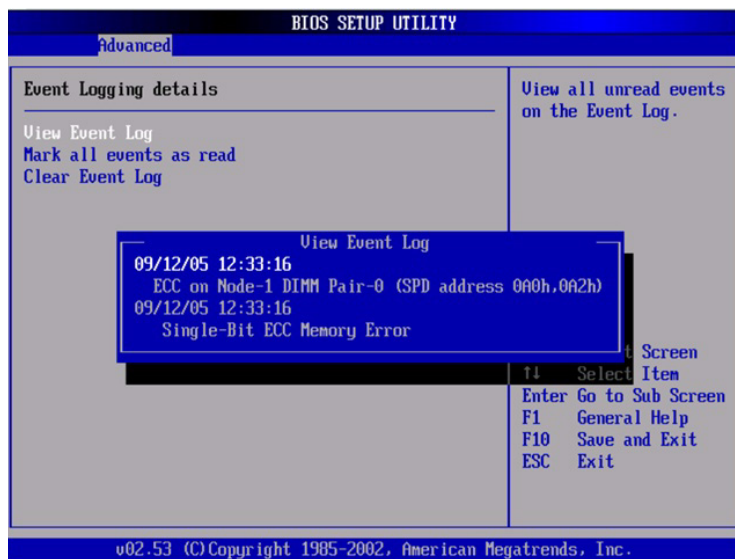 BIOS SETUP UTILITY
Advanced
Event Logging details
View Event Log
Mark all events as read
Clear Event Log
View all unread events
on the Event Log.
View Event Log
09/12/05 12:33:16
ECC on Node-1 DIMM Pair-0 (SPD address 0A0h,0A2h)
09/12/05 12:33:16
Single-Bit ECC Memory Error
t Screen
↑↓ Select Item
Enter Go to Sub Screen
F1 General Help
F10 Save and Exit
ESC Exit
v02.53 (C)Copyright 1985-2002, American Megatrends, Inc.